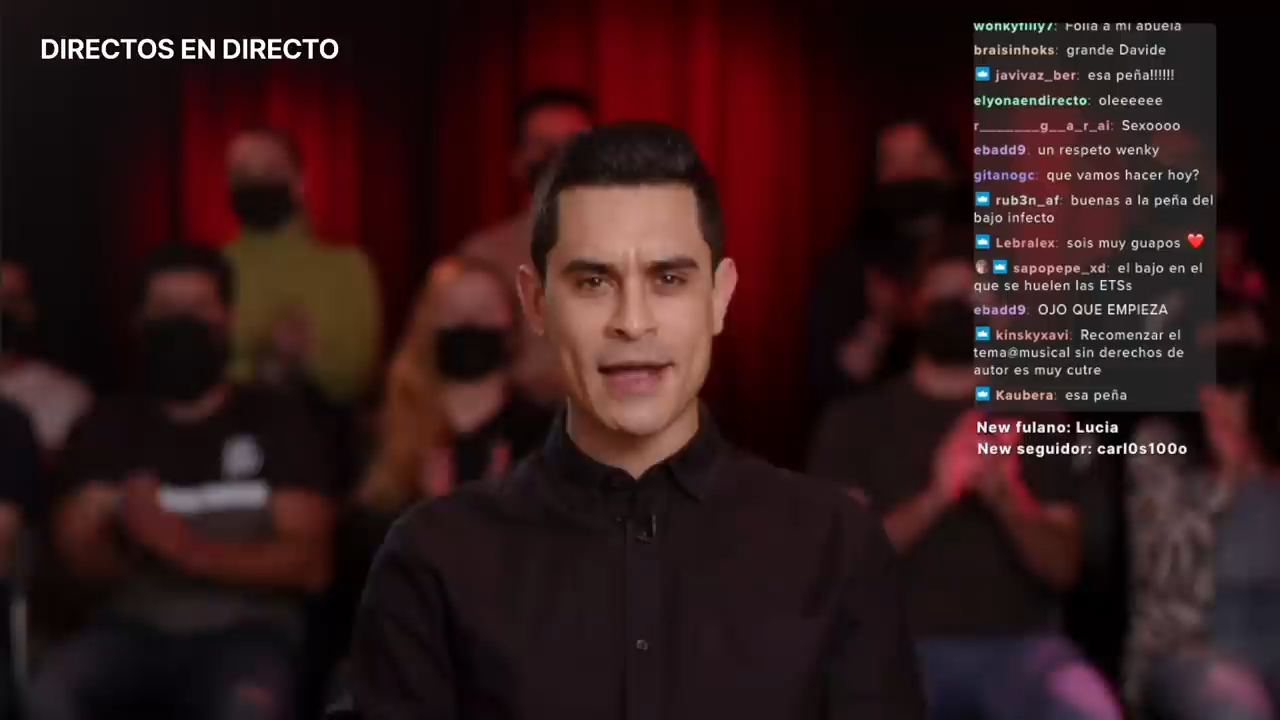 DIRECTOS EN DIRECTO
wonkyfilly7: Folla a mi abuela
braisinhoks: grande Davide
javivaz_ber: esa peña!!!!!!
elyonaendirecto: oleeeeee
r_______g__a_r_ai: Sexoooo
ebadd9: un respeto wenky
gitanogc: que vamos hacer hoy?
rub3n_af: buenas a la peña del
bajo infecto
Lebralex: sois muy guapos ❤️
sapopepe_xd: el bajo en el
que se huelen las ETSs
ebadd9: OJO QUE EMPIEZA
kinskyxavi: Recomenzar el
tema@musical sin derechos de
autor es muy cutre
Kaubera: esa peña
New fulano: Lucia
New seguidor: carl0s100o